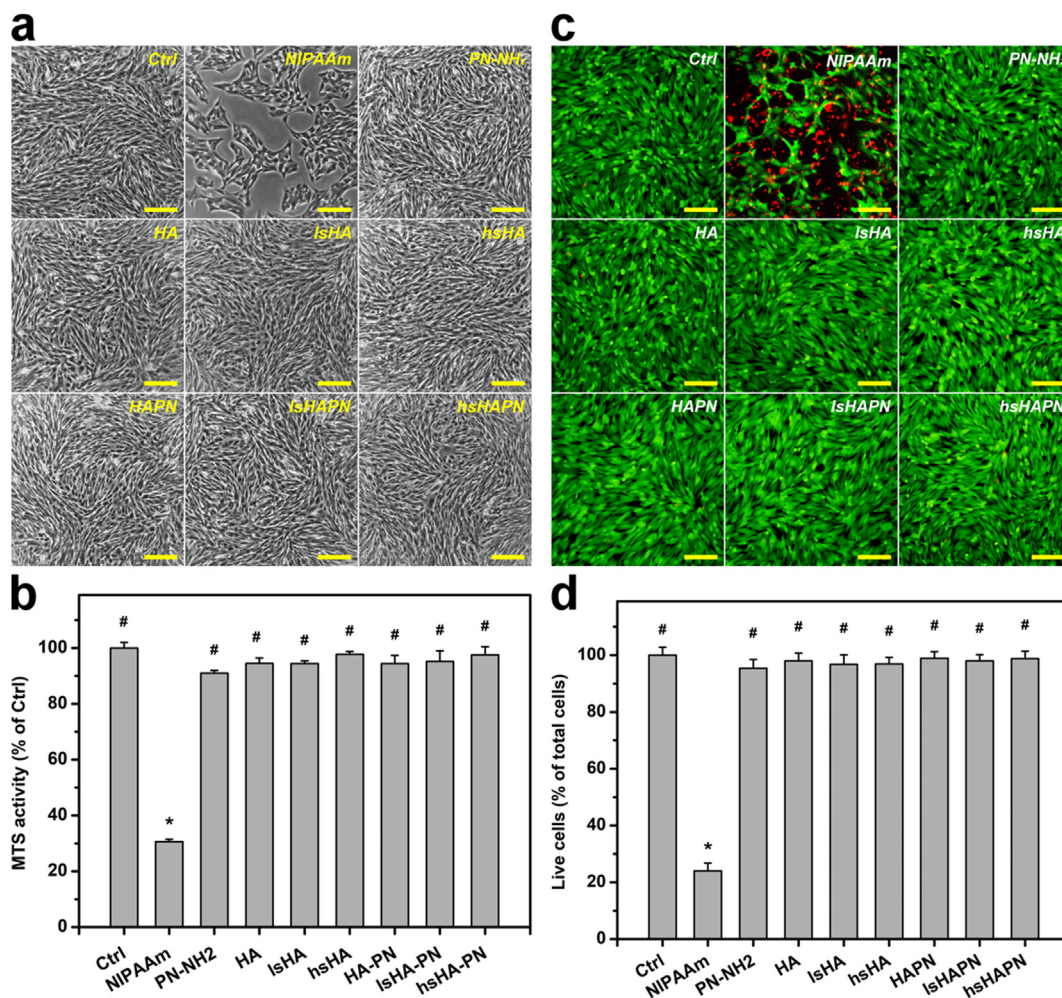 a
Ctrl
NIPAAm
PN-NH₂
HA
lsHA
hsHA
HAPN
lsHAPN
hsHAPN
b
MTS activity (% of Ctrl)
100
80
60
40
20
0
#
*
#
#
#
#
#
#
#
Ctrl
NIPAAm
PN-NH2
HA
lsHA
hsHA
HA-PN
lsHA-PN
hsHA-PN
c
Ctrl
NIPAAm
PN-NH₂
HA
lsHA
hsHA
HAPN
lsHAPN
hsHAPN
d
Live cells (% of total cells)
100
80
60
40
20
0
#
*
#
#
#
#
#
#
#
Ctrl
NIPAAm
PN-NH2
HA
lsHA
hsHA
HAPN
lsHAPN
hsHAPN